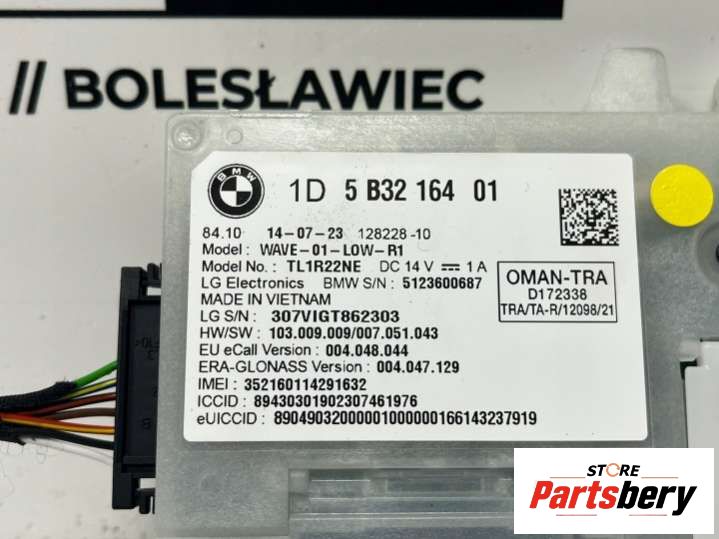 // BOLESŁAWIEC
BMW
1D 5 B32 164 01
84.10 14-07-23 128228-10
Model: WAVE-01-LOW-R1
Model No.: TL1R22NE DC 14 V 1 A
LG Electronics BMW S/N: 5123600687
MADE IN VIETNAM
LG S/N: 307VIGT862303
HW/SW: 103.009.009/007.051.043
EU eCall Version: 004.048.044
ERA-GLONASS Version: 004.047.129
IMEI: 352160114291632
ICCID: 89430301902307461976
eUICCID: 89049032000001000000166143237919
OMAN-TRA
D172338
TRA/TA-R/12098/21
STORE
Partsbery